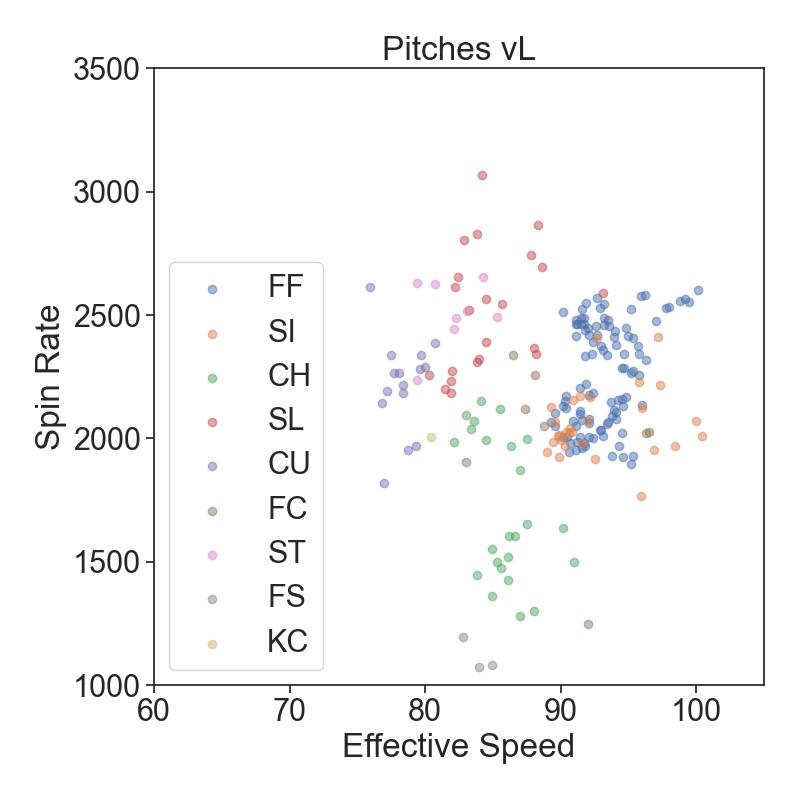 Pitches vL
3500
3000
2500
2000
1500
1000
Spin Rate
FF
SI
CH
SL
CU
FC
ST
FS
KC
60 70 80 90 100
Effective Speed